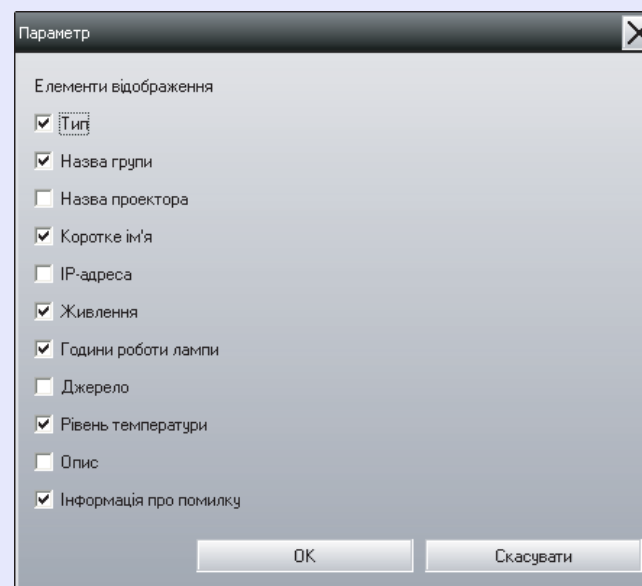 Параметр
Елементи відображення
Тип
Назва групи
Назва проектора
Коротке ім'я
IP-адреса
Живлення
Години роботи лампи
Джерело
Рівень температури
Опис
Інформація про помилку
OK
Скасувати